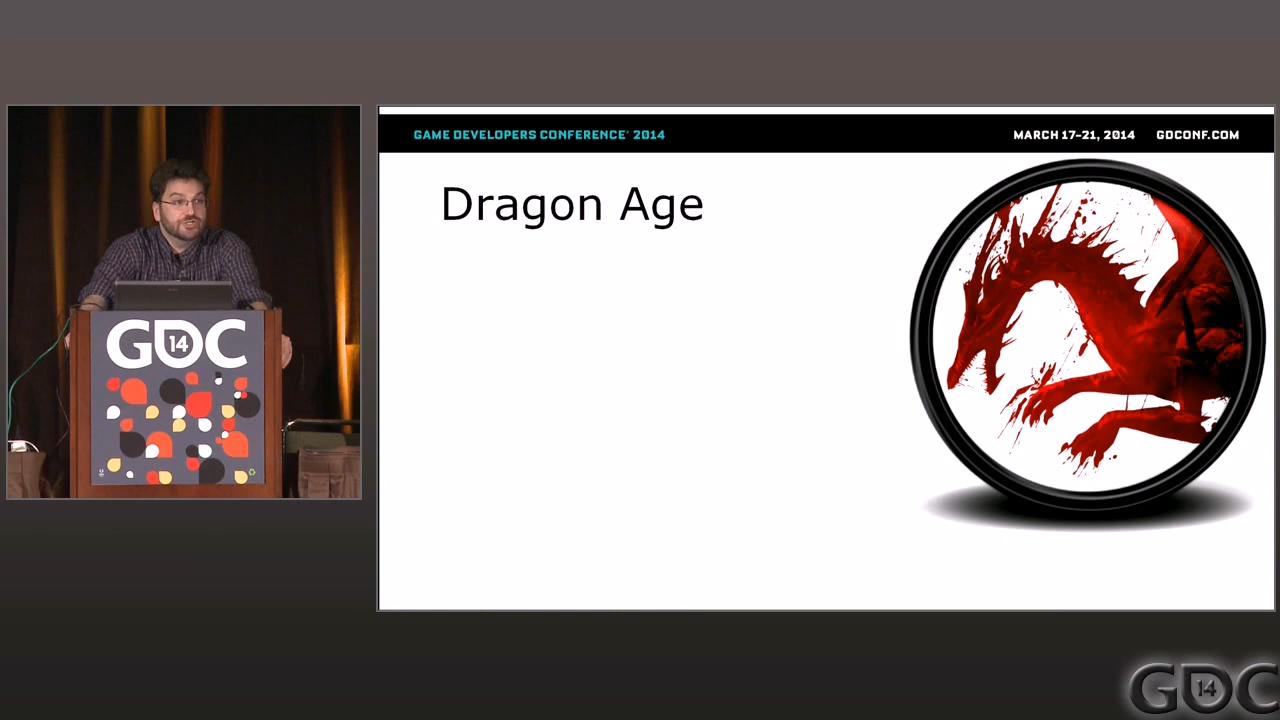 GAME DEVELOPERS CONFERENCE® 2014
MARCH 17-21, 2014 GDCONF.COM
Dragon Age
GDC
14
GDC
14